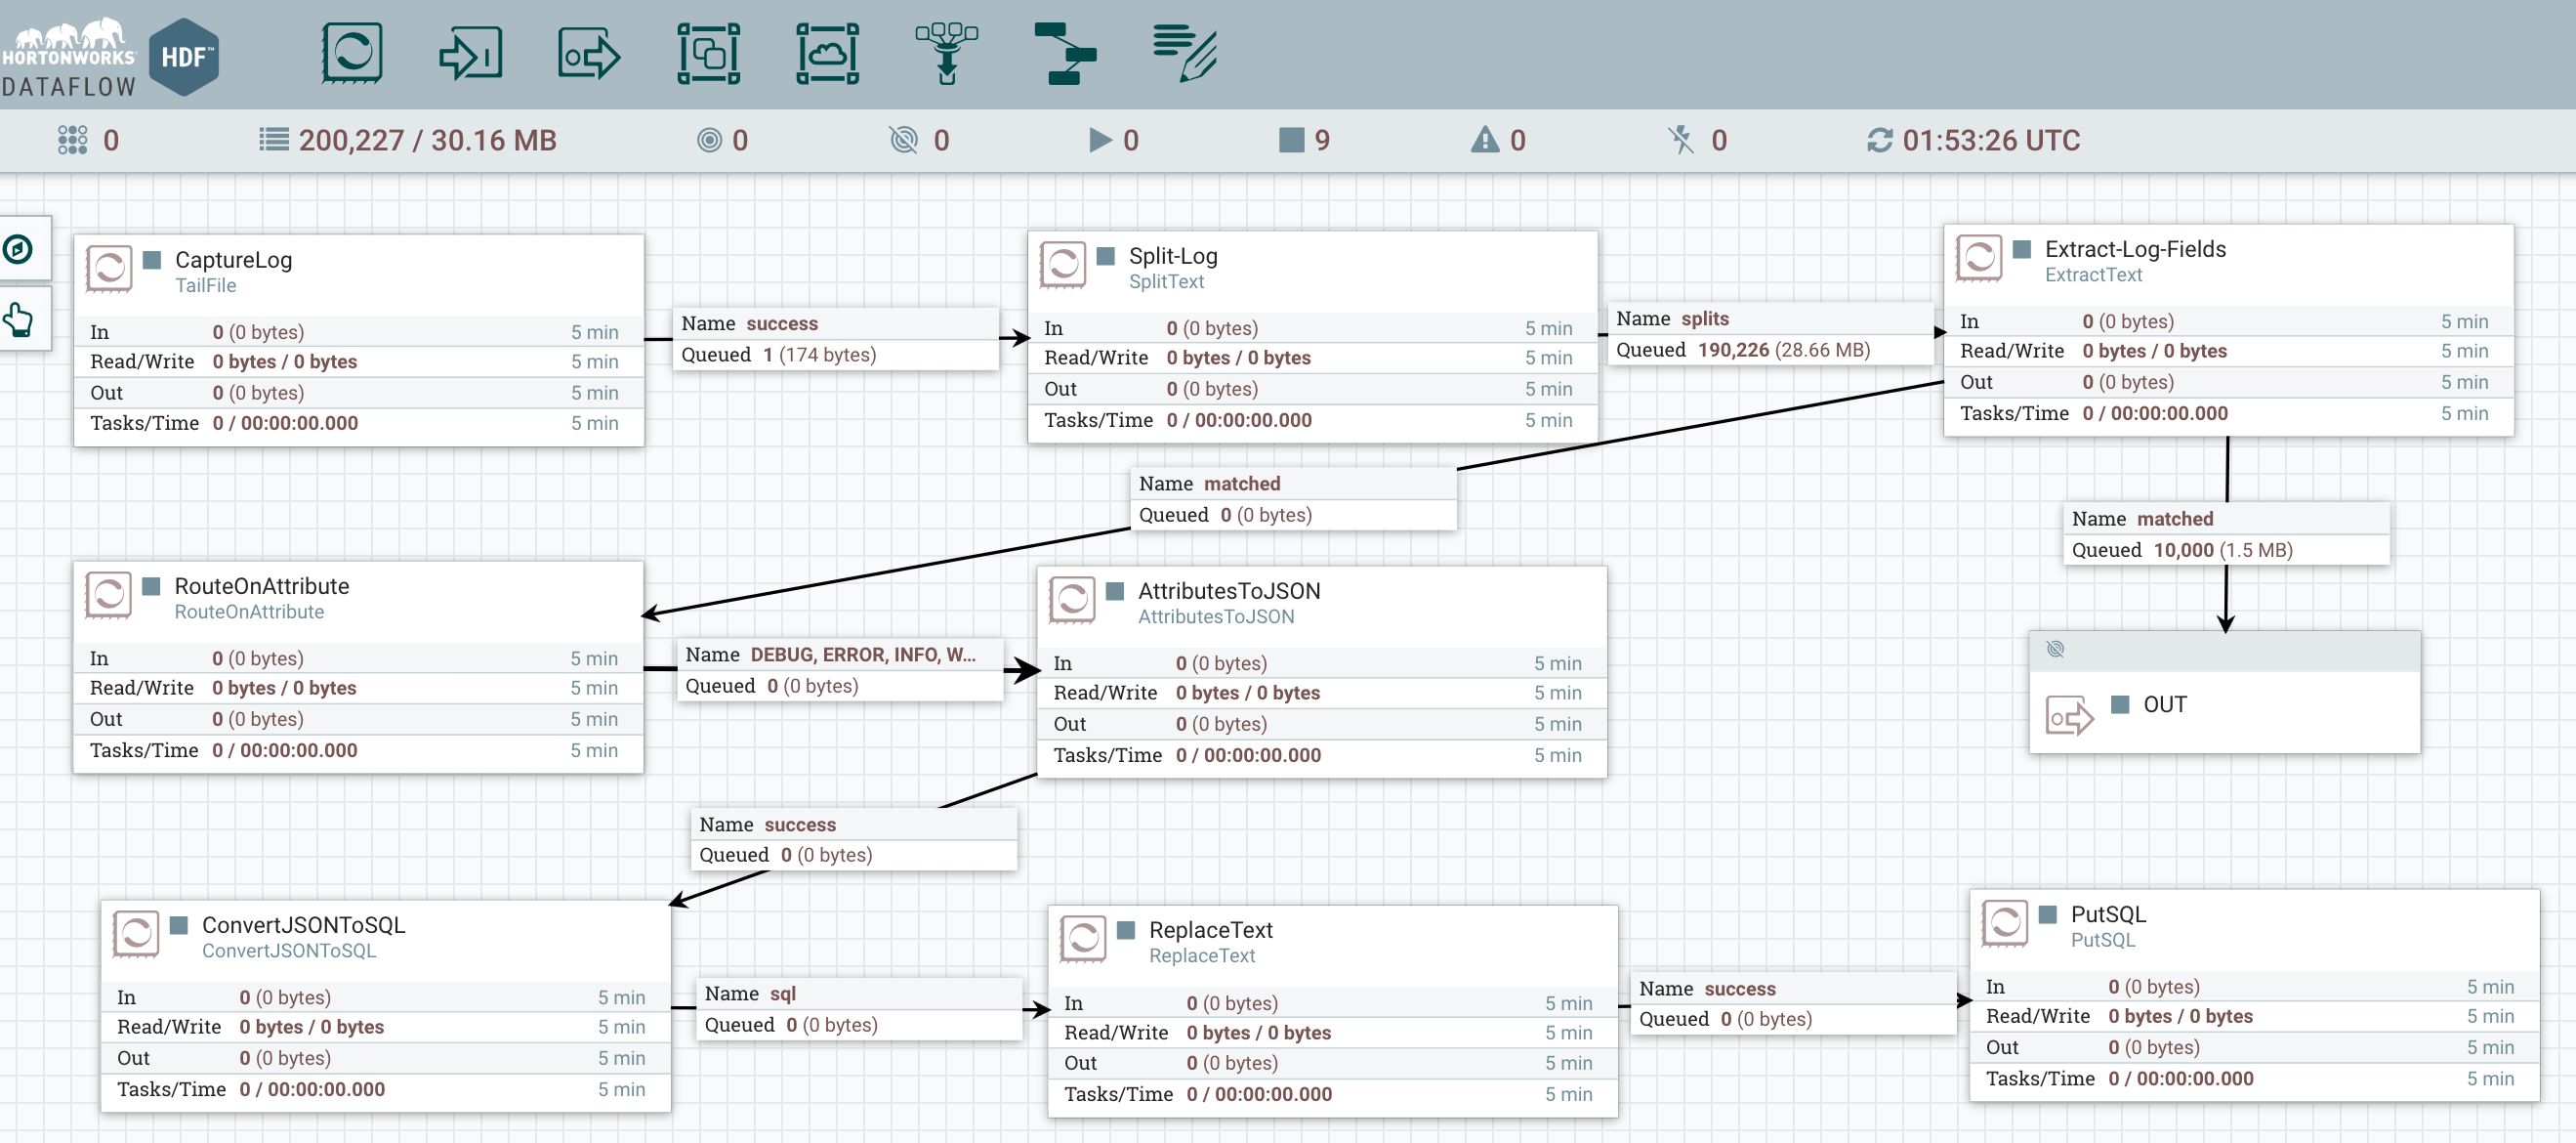 HORTONWORKS
DATAFLOW
HDF™
0
200,227 / 30.16 MB
0
0
0
9
0
0
01:53:26 UTC
CaptureLog
TailFile
In 0 (0 bytes) 5 min
Read/Write 0 bytes / 0 bytes 5 min
Out 0 (0 bytes) 5 min
Tasks/Time 0 / 00:00:00.000 5 min
Name success
Queued 1 (174 bytes)
Split-Log
SplitText
In 0 (0 bytes) 5 min
Read/Write 0 bytes / 0 bytes 5 min
Out 0 (0 bytes) 5 min
Tasks/Time 0 / 00:00:00.000 5 min
Name splits
Queued 190,226 (28.66 MB)
Extract-Log-Fields
ExtractText
In 0 (0 bytes) 5 min
Read/Write 0 bytes / 0 bytes 5 min
Out 0 (0 bytes) 5 min
Tasks/Time 0 / 00:00:00.000 5 min
Name matched
Queued 0 (0 bytes)
Name matched
Queued 10,000 (1.5 MB)
RouteOnAttribute
RouteOnAttribute
In 0 (0 bytes) 5 min
Read/Write 0 bytes / 0 bytes 5 min
Out 0 (0 bytes) 5 min
Tasks/Time 0 / 00:00:00.000 5 min
Name DEBUG, ERROR, INFO, W...
Queued 0 (0 bytes)
AttributesToJSON
AttributesToJSON
In 0 (0 bytes) 5 min
Read/Write 0 bytes / 0 bytes 5 min
Out 0 (0 bytes) 5 min
Tasks/Time 0 / 00:00:00.000 5 min
OUT
Name success
Queued 0 (0 bytes)
ConvertJSONToSQL
ConvertJSONToSQL
In 0 (0 bytes) 5 min
Read/Write 0 bytes / 0 bytes 5 min
Out 0 (0 bytes) 5 min
Tasks/Time 0 / 00:00:00.000 5 min
Name sql
Queued 0 (0 bytes)
ReplaceText
ReplaceText
In 0 (0 bytes) 5 min
Read/Write 0 bytes / 0 bytes 5 min
Out 0 (0 bytes) 5 min
Tasks/Time 0 / 00:00:00.000 5 min
Name success
Queued 0 (0 bytes)
PutSQL
PutSQL
In 0 (0 bytes) 5 min
Read/Write 0 bytes / 0 bytes 5 min
Out 0 (0 bytes) 5 min
Tasks/Time 0 / 00:00:00.000 5 min